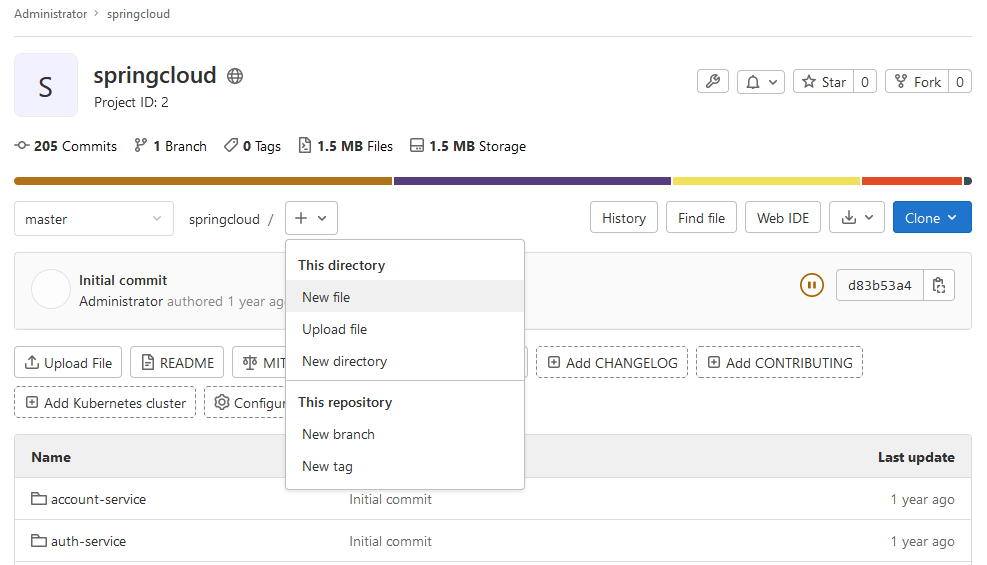 Administrator > springcloud
S
springcloud
Project ID: 2
Star 0 Fork 0
205 Commits 1 Branch 0 Tags 1.5 MB Files 1.5 MB Storage
master springcloud / + History Find file Web IDE Clone
This directory
New file
Upload file
New directory
This repository
New branch
New tag
Initial commit
Administrator authored 1 year ag
d83b53a4
Upload File README MIT Add CHANGELOG Add CONTRIBUTING
Add Kubernetes cluster Configu
Name Last update
account-service Initial commit 1 year ago
auth-service Initial commit 1 year ago